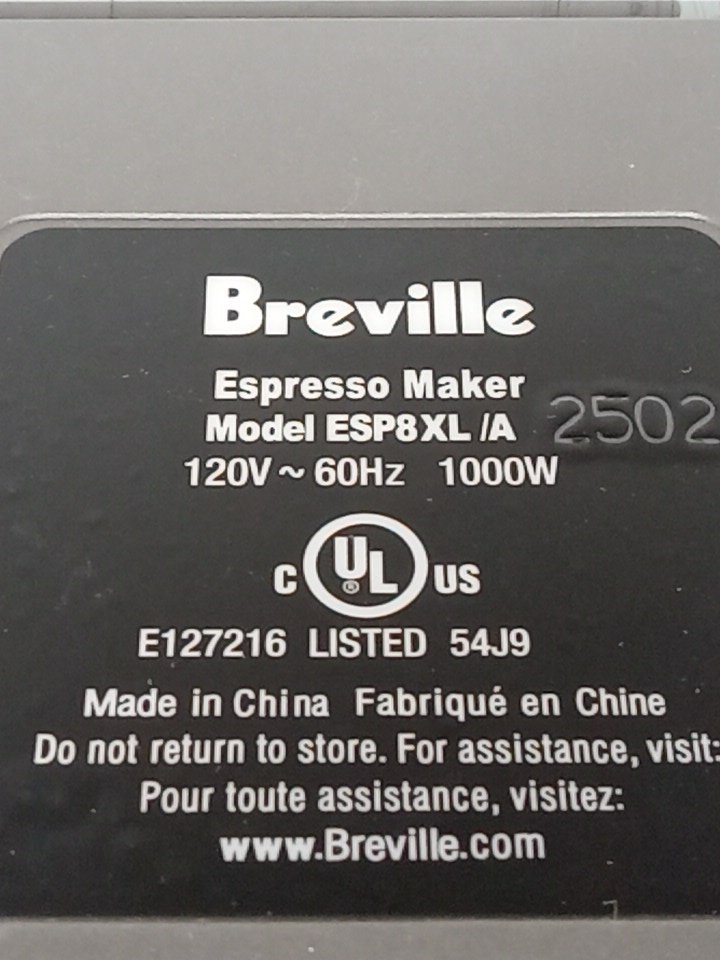 Breville
Espresso Maker
Model ESP8XL /A 2502
120V ~ 60Hz 1000W
C UL® US
E127216 LISTED 54J9
Made in China Fabriqué en Chine
Do not return to store. For assistance, visit:
Pour toute assistance, visitez:
www.Breville.com